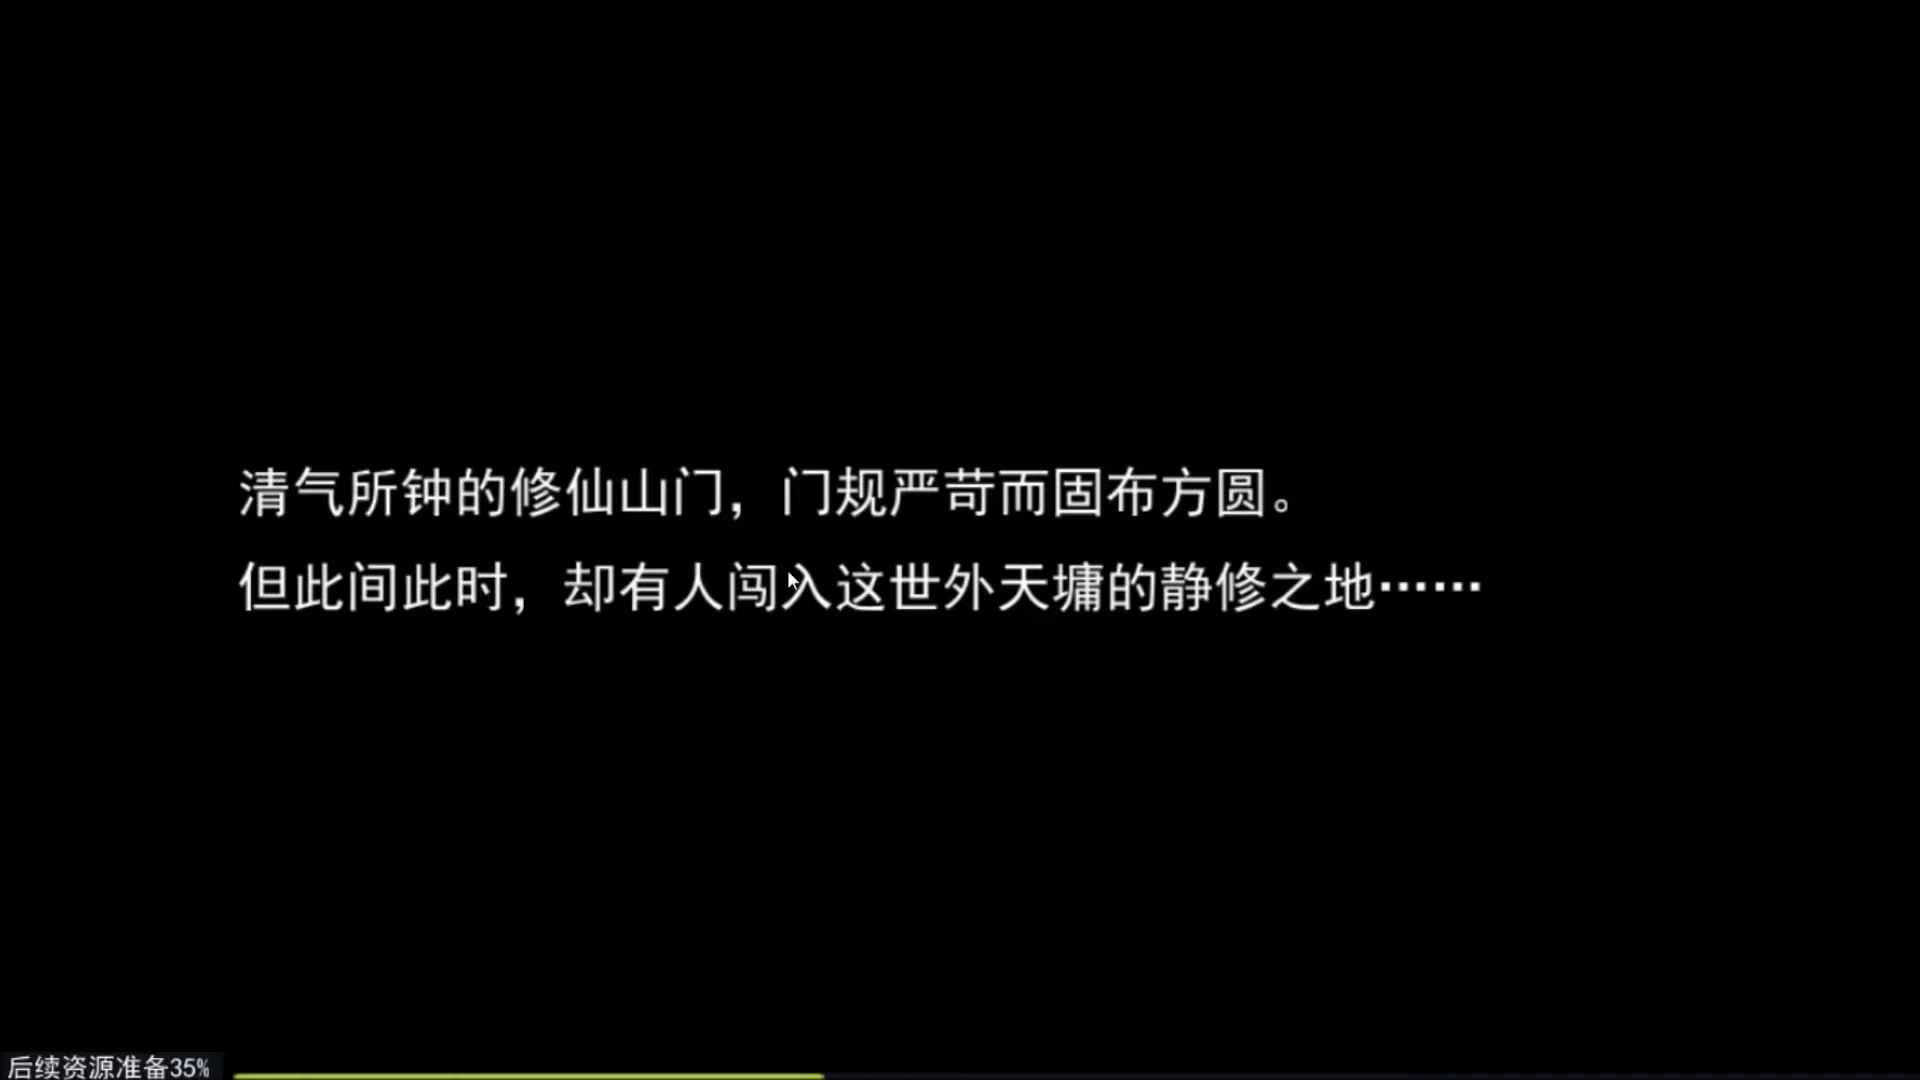 清气所钟的修仙山门，门规严苛而固布方圆。
但此间此时，却有人闯入这世外天墉的静修之地······
后续资源准备35%